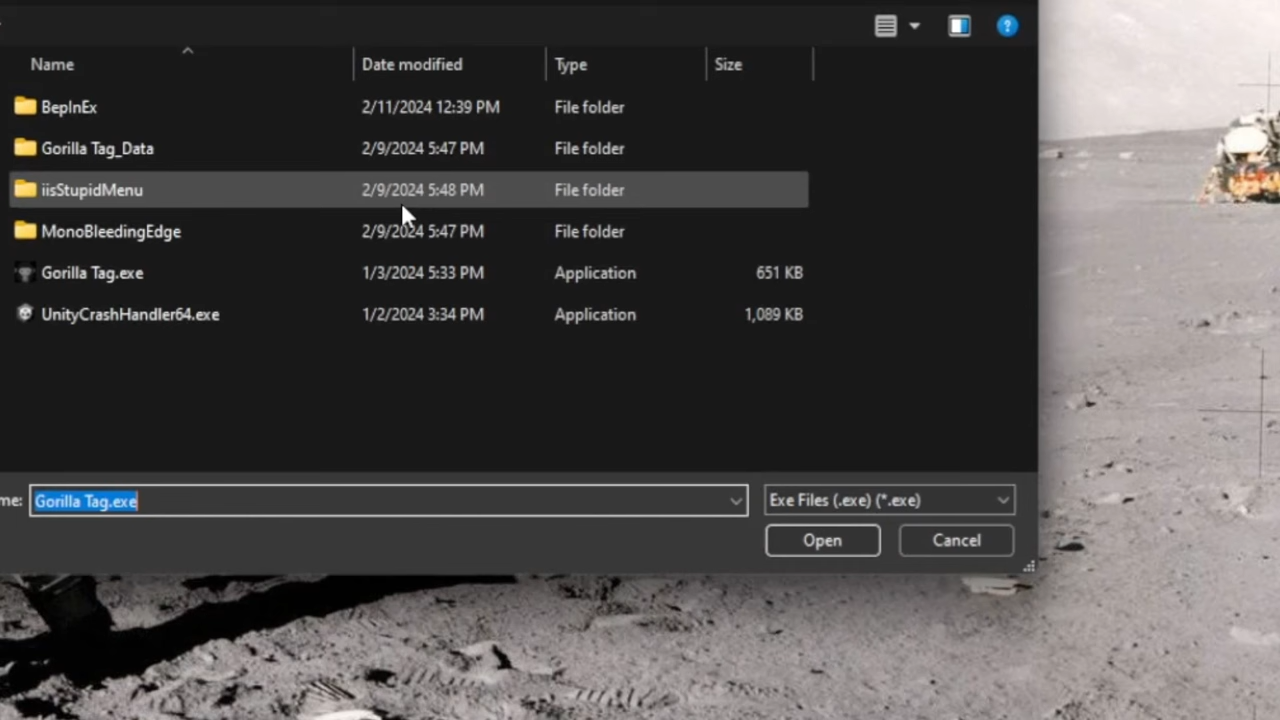 Name Date modified Type Size
BepInEx 2/11/2024 12:39 PM File folder
Gorilla Tag_Data 2/9/2024 5:47 PM File folder
iisStupidMenu 2/9/2024 5:48 PM File folder
MonoBleedingEdge 2/9/2024 5:47 PM File folder
Gorilla Tag.exe 1/3/2024 5:33 PM Application 651 KB
UnityCrashHandler64.exe 1/2/2024 3:34 PM Application 1,089 KB
me: Gorilla Tag.exe Exe Files (.exe) (*.exe)
Open Cancel